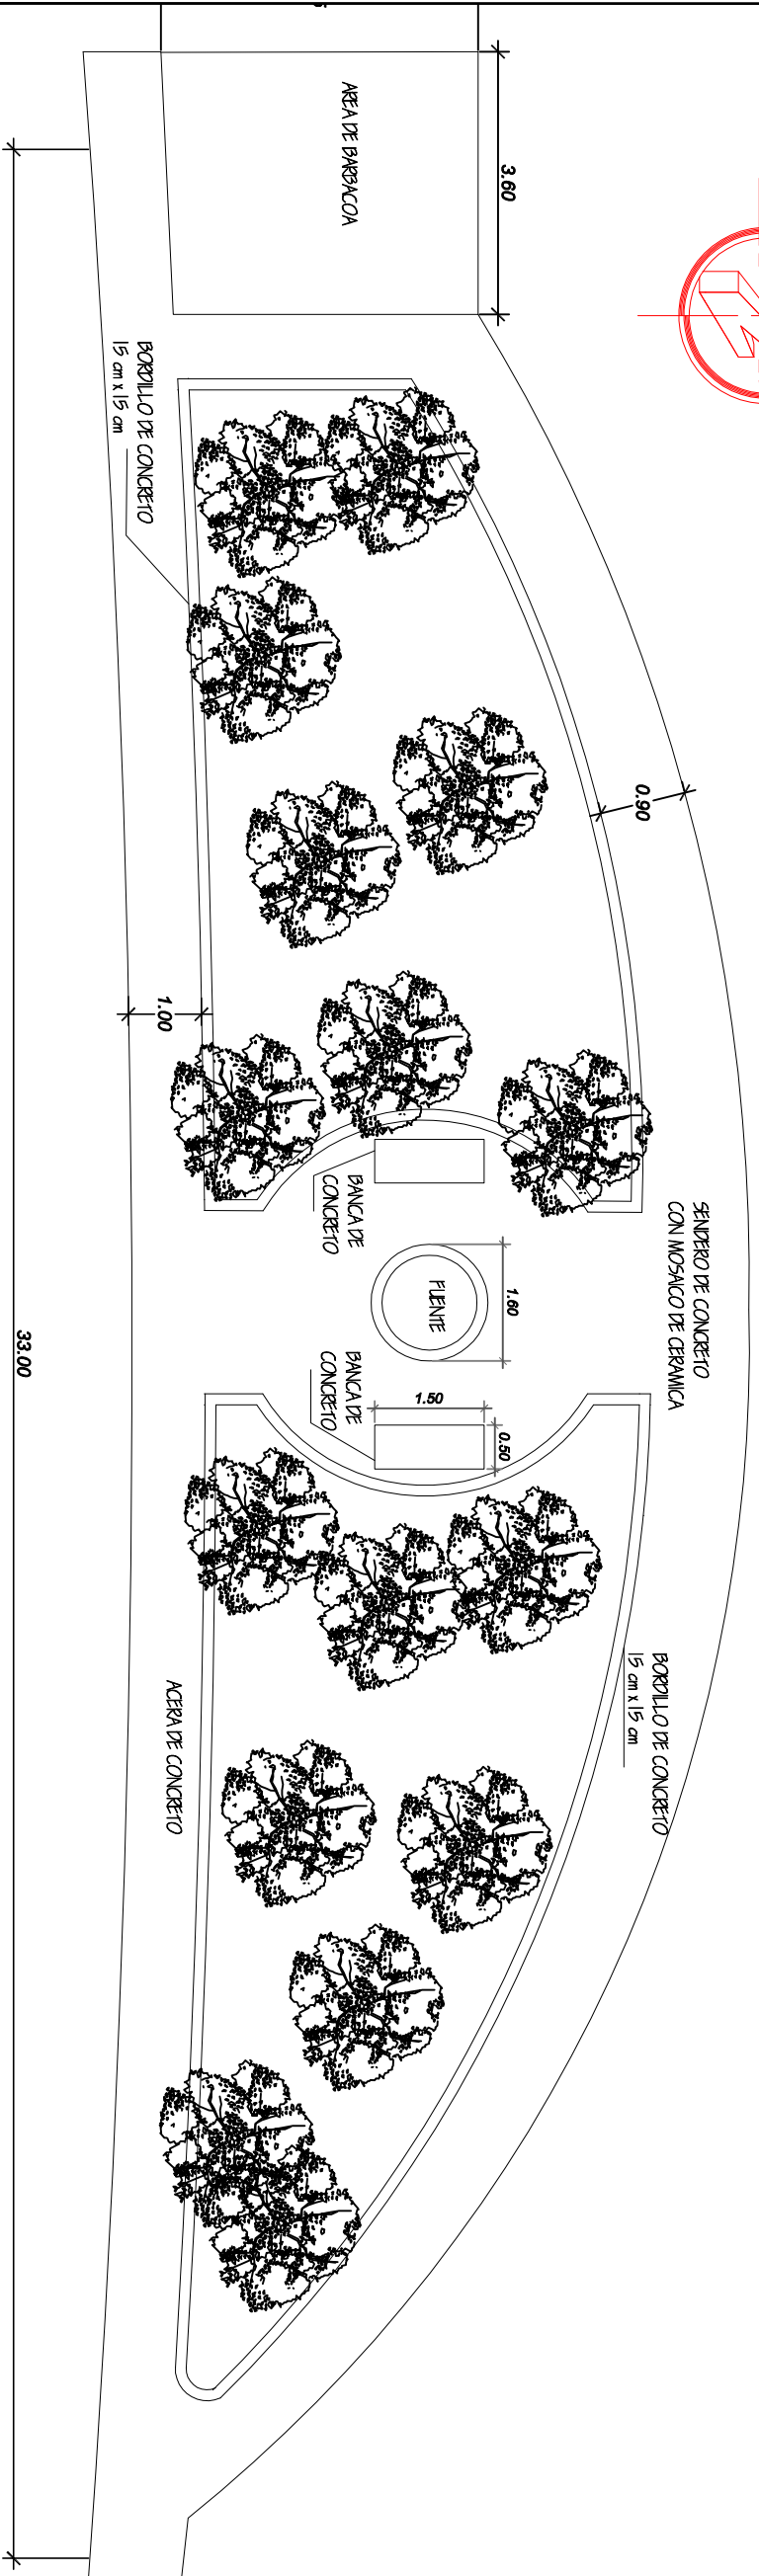 AREA DE BARBACOA
3.60
BORDILLO DE CONCRETO
15 cm x 15 cm
0.90
1.00
SENDERO DE CONCRETO
CON MOSAICO DE CERAMICA
BANCA DE
CONCRETO
1.60
FUENTE
BANCA DE
CONCRETO
1.50
0.50
33.00
BORDILLO DE CONCRETO
15 cm x 15 cm
ACERA DE CONCRETO